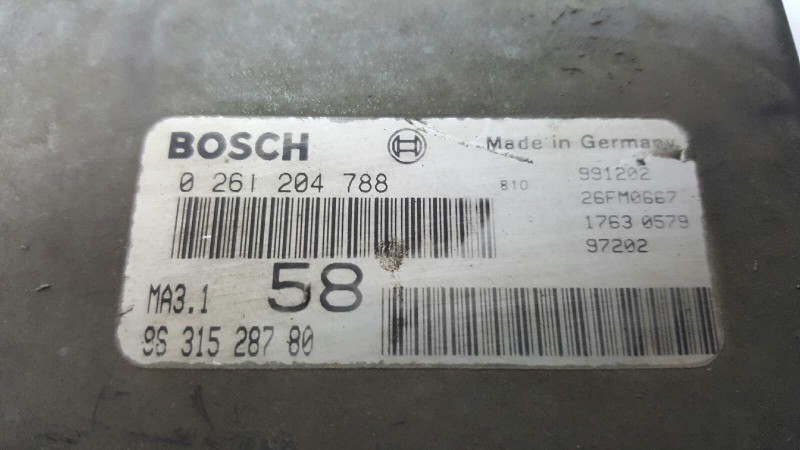 BOSCH Made in Germany
0 261 204 788 810 991202
26FM0667
1763 0579
97202
MA3.1 58
96 315 287 80